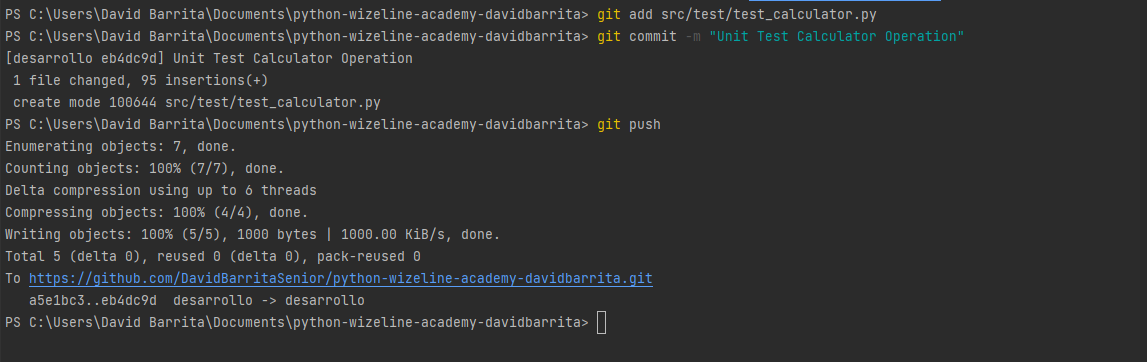 PS C:\Users\David Barrita\Documents\python-wizeline-academy-davidbarrita> git add src/test/test_calculator.py
PS C:\Users\David Barrita\Documents\python-wizeline-academy-davidbarrita> git commit -m "Unit Test Calculator Operation"
[desarrollo eb4dc9d] Unit Test Calculator Operation
 1 file changed, 95 insertions(+)
 create mode 100644 src/test/test_calculator.py
PS C:\Users\David Barrita\Documents\python-wizeline-academy-davidbarrita> git push
Enumerating objects: 7, done.
Counting objects: 100% (7/7), done.
Delta compression using up to 6 threads
Compressing objects: 100% (4/4), done.
Writing objects: 100% (5/5), 1000 bytes | 1000.00 KiB/s, done.
Total 5 (delta 0), reused 0 (delta 0), pack-reused 0
To https://github.com/DavidBarritaSenior/python-wizeline-academy-davidbarrita.git
   a5e1bc3..eb4dc9d  desarrollo -> desarrollo
PS C:\Users\David Barrita\Documents\python-wizeline-academy-davidbarrita>